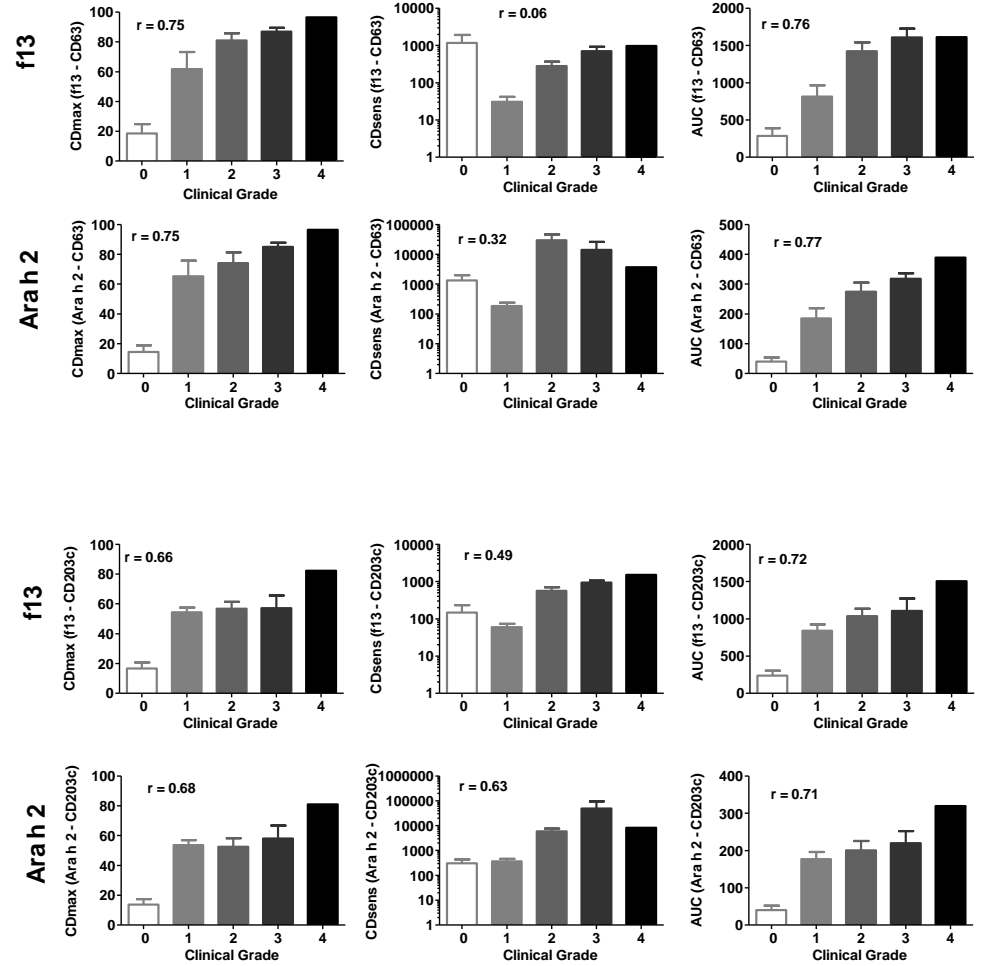 f13
CDmax (f13 - CD63)
r = 0.75
100
80
60
40
20
0
0 1 2 3 4
Clinical Grade
CDsens (f13 - CD63)
r = 0.06
10000
1000
100
10
1
0 1 2 3 4
Clinical Grade
AUC (f13 - CD63)
r = 0.76
2000
1500
1000
500
0
0 1 2 3 4
Clinical Grade
Ara h 2
CDmax (Ara h 2 - CD63)
r = 0.75
100
80
60
40
20
0
0 1 2 3 4
Clinical Grade
CDsens (Ara h 2 - CD63)
r = 0.32
100000
10000
1000
100
10
1
0 1 2 3 4
Clinical Grade
AUC (Ara h 2 - CD63)
r = 0.77
500
400
300
200
100
0
0 1 2 3 4
Clinical Grade
f13
CDmax (f13 - CD203c)
r = 0.66
100
80
60
40
20
0
0 1 2 3 4
Clinical Grade
CDsens (f13 - CD203c)
r = 0.49
10000
1000
100
10
1
0 1 2 3 4
Clinical Grade
AUC (f13 - CD203c)
r = 0.72
2000
1500
1000
500
0
0 1 2 3 4
Clinical Grade
Ara h 2
CDmax (Ara h 2 - CD203c)
r = 0.68
100
80
60
40
20
0
0 1 2 3 4
Clinical Grade
CDsens (Ara h 2 - CD203c)
r = 0.63
1000000
100000
10000
1000
100
10
1
0 1 2 3 4
Clinical Grade
AUC (Ara h 2 - CD203c)
r = 0.71
400
300
200
100
0
0 1 2 3 4
Clinical Grade